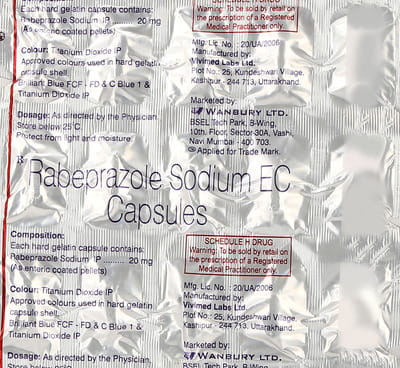 Composition:
Each hard gelatin capsule contains:
Rabeprazole Sodium IP ........ 20 mg
(As enteric coated pellets)
Colour: Titanium Dioxide IP
Approved colours used in hard gelatin
capsule shell.
Brilliant Blue FCF - FD & C Blue 1 &
Titanium Dioxide IP
Dosage: As directed by the Physician.
Store below 25°C.
Protect from light and moisture.
SCHEDULE H DRUG
Warning: To be sold by retail on
the prescription of a Registered
Medical Practitioner only.
Mfg. Lic. No. : 20/UA/2006
Manufactured by:
Vivimed Labs Ltd.
Plot No.: 25, Kundeshwari Village,
Kashipur - 244 713, Uttarakhand.
Marketed by:
WANBURY LTD.
BSEL Tech Park, B-Wing,
10th. Floor, Sector-30A, Vashi,
Navi Mumbai - 400 703.
Applied for Trade Mark.
Rx
Rabeprazole Sodium EC
Capsules
Composition:
Each hard gelatin capsule contains:
Rabeprazole Sodium IP ........ 20 mg
(As enteric coated pellets)
Colour: Titanium Dioxide IP
Approved colours used in hard gelatin
capsule shell.
Brilliant Blue FCF - FD & C Blue 1 &
Titanium Dioxide IP
Dosage: As directed by the Physician.
Store below 25°C.
SCHEDULE H DRUG
Warning: To be sold by retail on
the prescription of a Registered
Medical Practitioner only.
Mfg. Lic. No. : 20/UA/2006
Manufactured by:
Vivimed Labs Ltd.
Plot No.: 25, Kundeshwari Village,
Kashipur - 244 713, Uttarakhand.
Marketed by:
WANBURY LTD.
BSEL Tech Park, B-Wing,